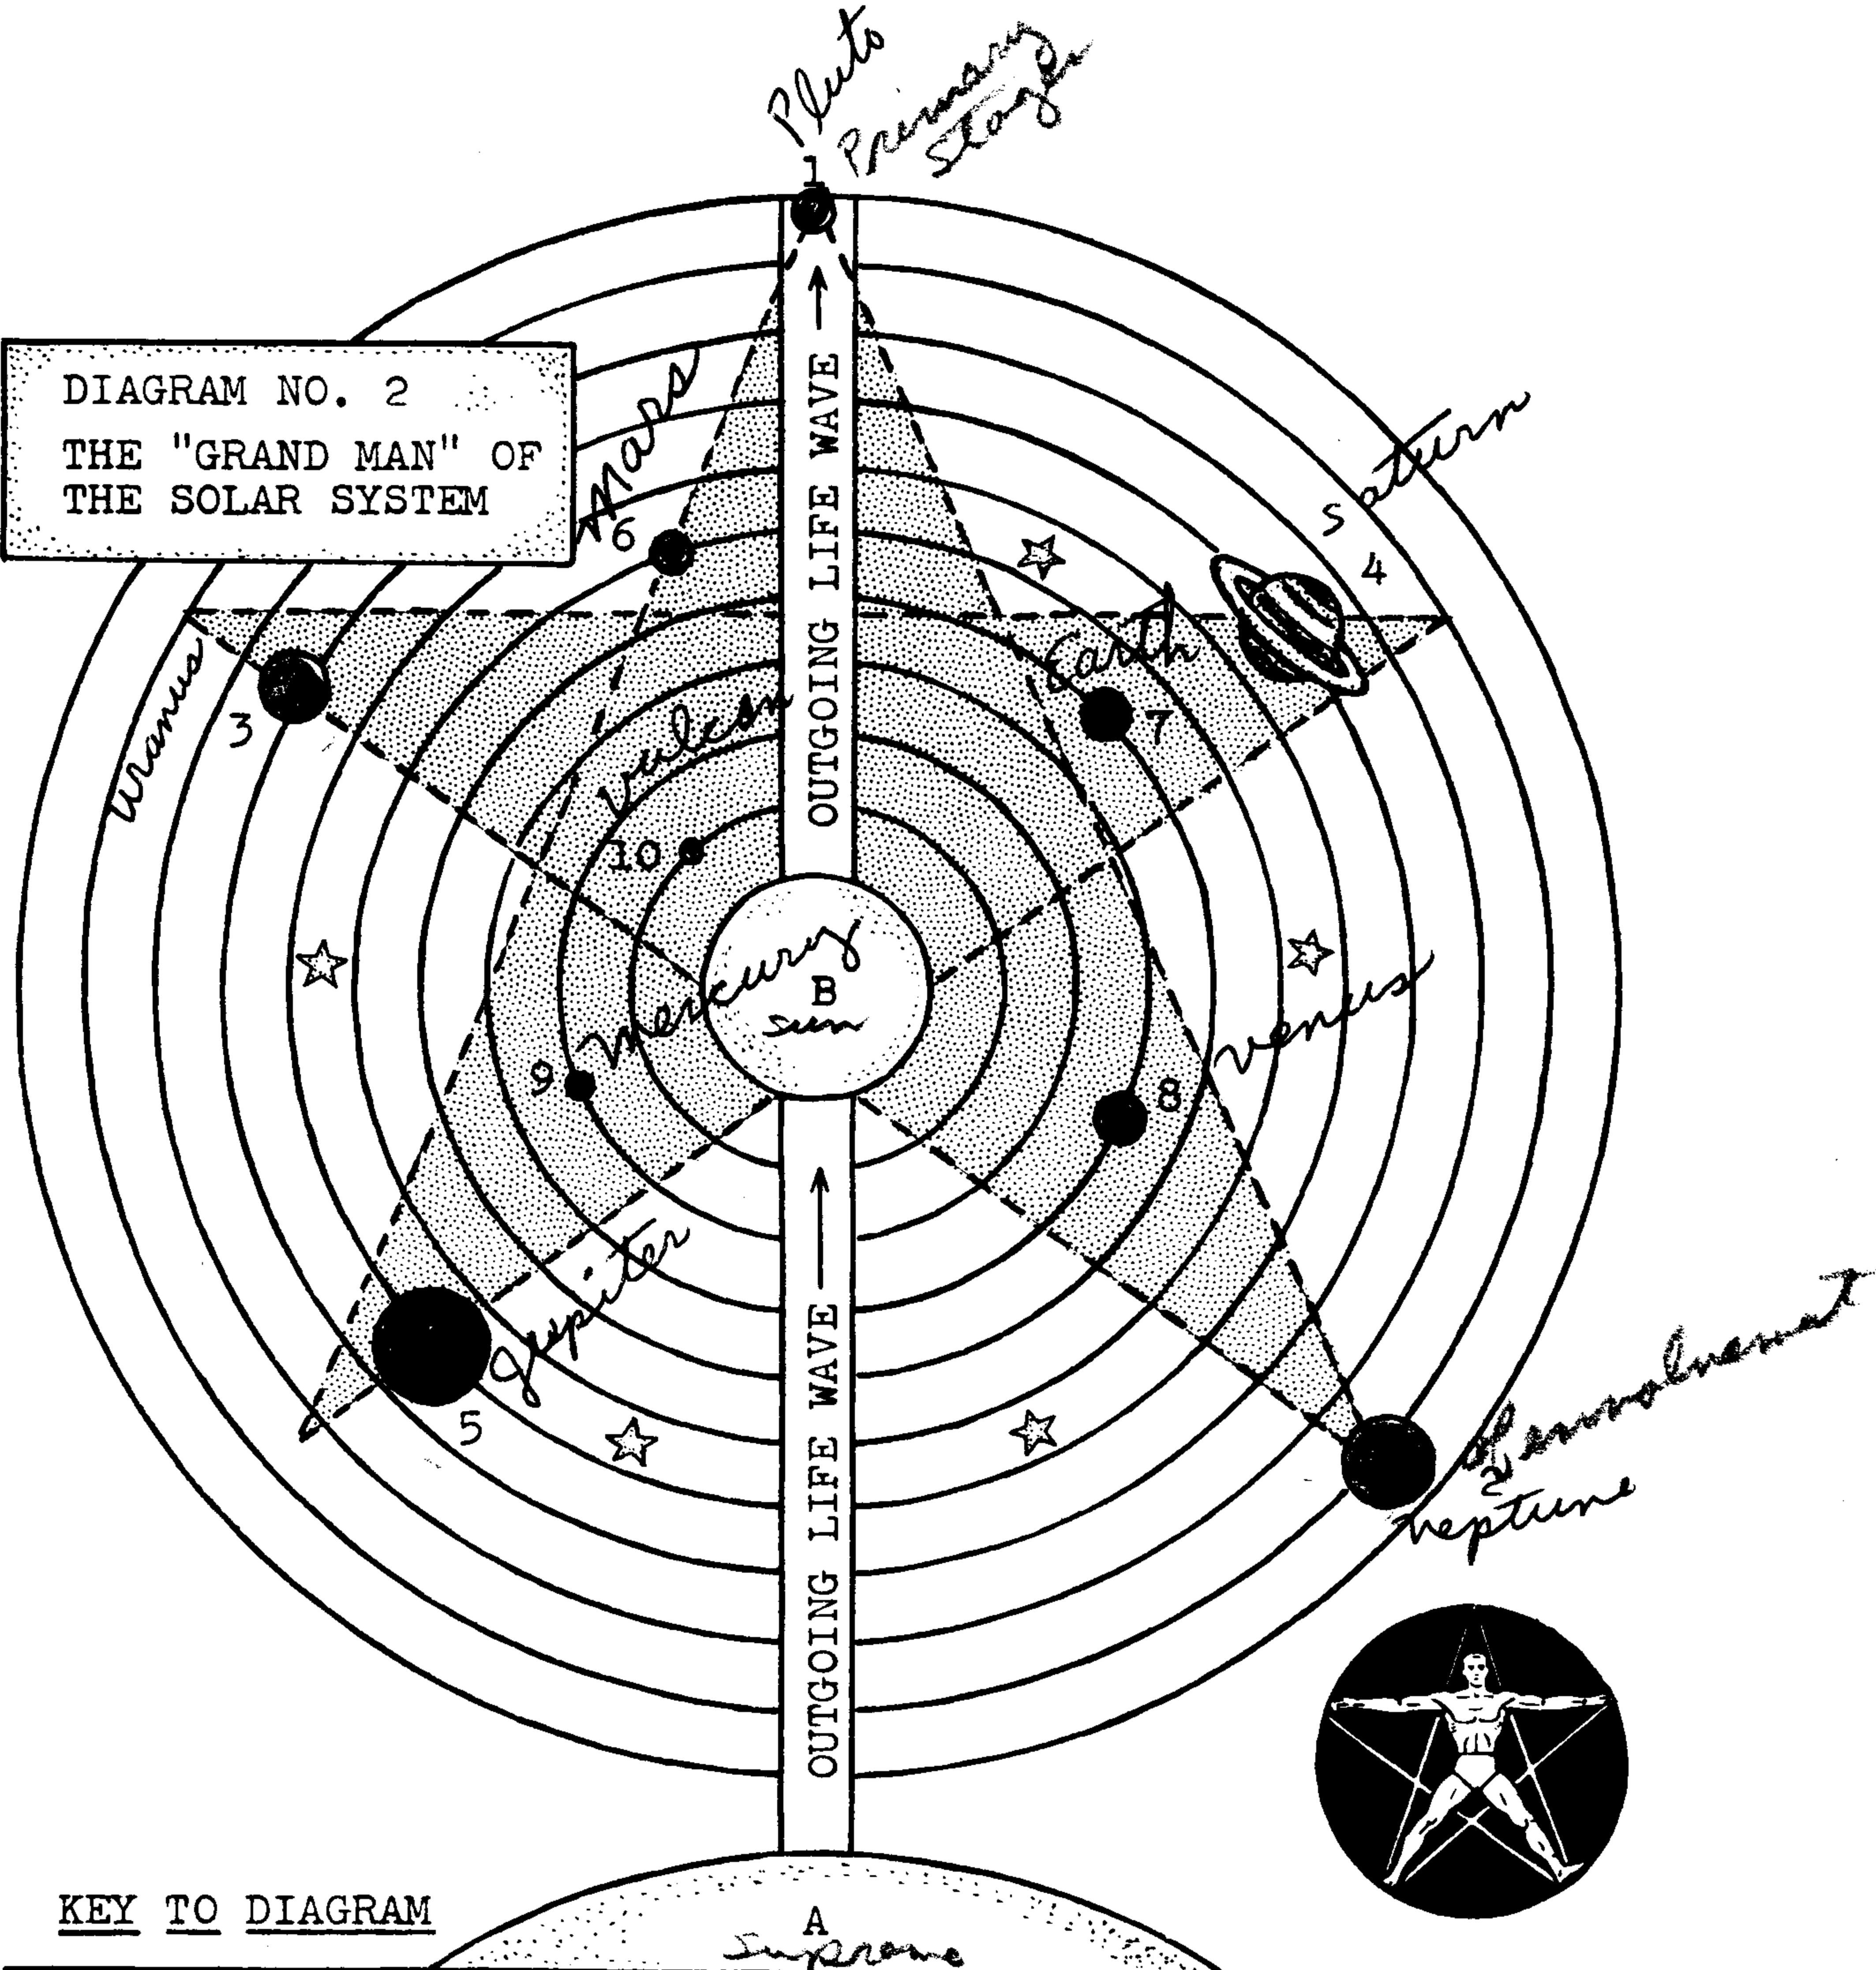 Pluto
Primary
Stage
1
DIAGRAM NO. 2
THE "GRAND MAN" OF
THE SOLAR SYSTEM
Mars
6
Saturn
4
OUTGOING LIFE WAVE
Earth
7
Uranus
3
Vulcan
10
Mercury
B
sun
9
Venus
8
Jupiter
5
2
neptune
OUTGOING LIFE WAVE
KEY TO DIAGRAM
A
Supreme